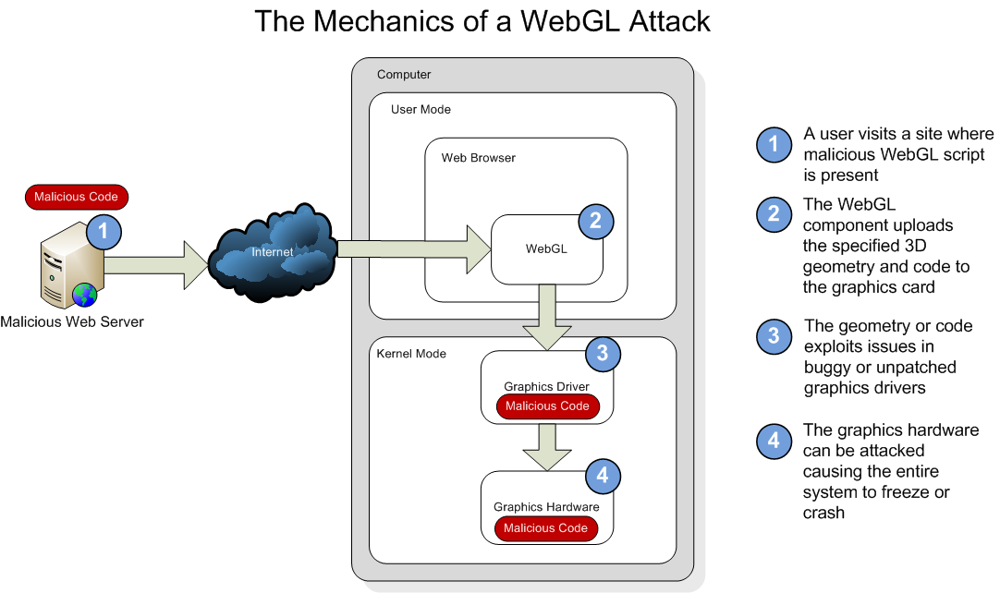 The Mechanics of a WebGL Attack
Computer
User Mode
Web Browser
2
WebGL
Malicious Code
1
Internet
Malicious Web Server
Kernel Mode
3
Graphics Driver
Malicious Code
4
Graphics Hardware
Malicious Code
1
A user visits a site where
malicious WebGL script
is present
2
The WebGL
component uploads
the specified 3D
geometry and code to
the graphics card
3
The geometry or code
exploits issues in
buggy or unpatched
graphics drivers
4
The graphics hardware
can be attacked
causing the entire
system to freeze or
crash